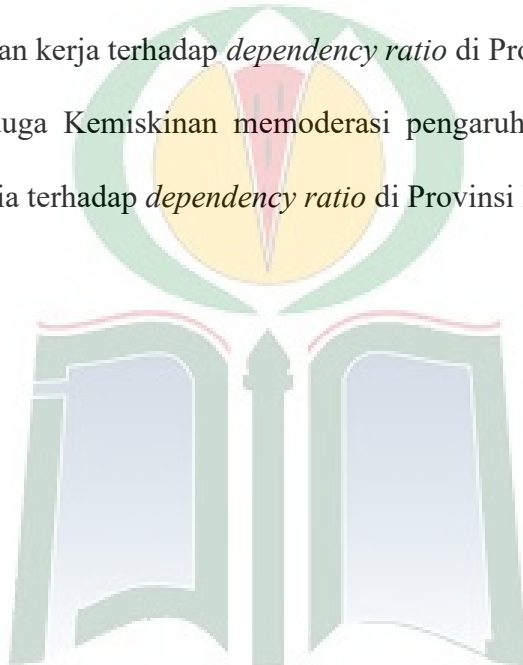 an kerja terhadap dependency ratio di Pro
uga Kemiskinan memoderasi pengaruh
ia terhadap dependency ratio di Provinsi